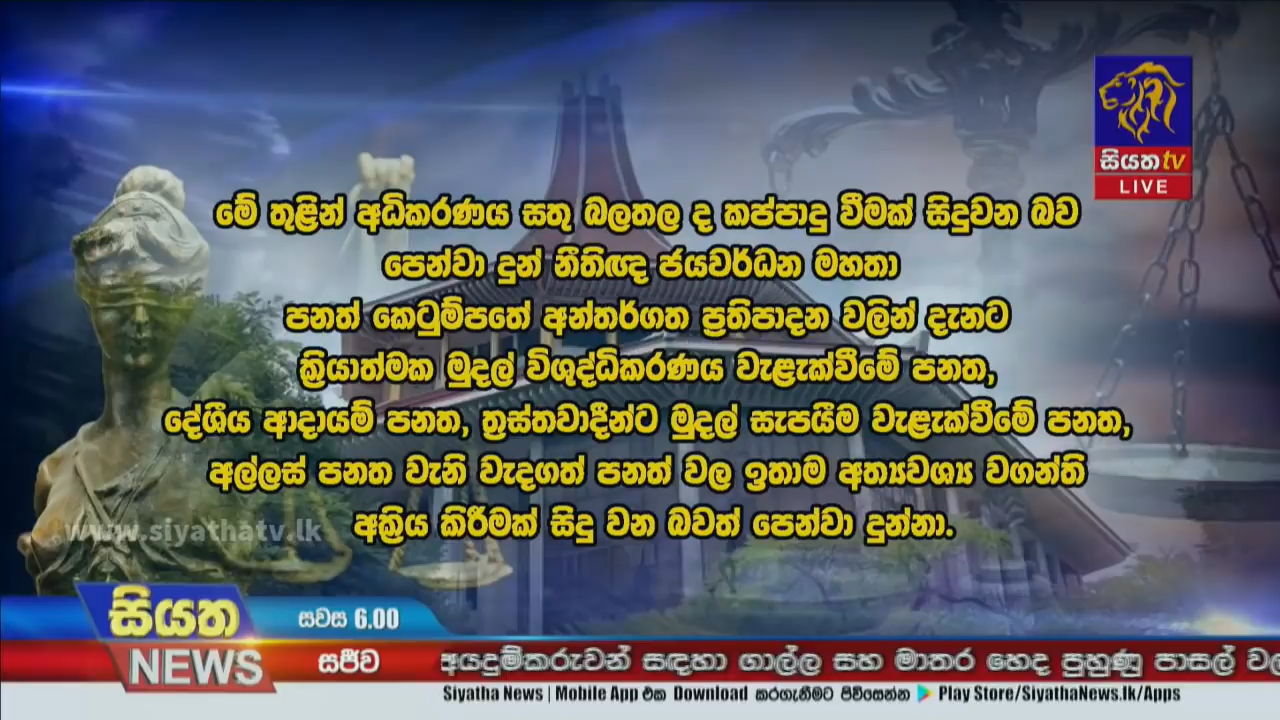 සියත tv
LIVE
මේ තුළින් අධිකරණය සතු බලතල ද කප්පාදු වීමක් සිදුවන බව
පෙන්වා දුන් නීතිඥ ජයවර්ධන මහතා
පනත් කෙටුම්පතේ අන්තර්ගත ප්‍රතිපාදන වලින් දැනට
ක්‍රියාත්මක මුදල් විශුද්ධිකරණය වැළැක්වීමේ පනත,
දේශීය ආදායම් පනත, ත්‍රස්තවාදීන්ට මුදල් සැපයීම වැළැක්වීමේ පනත,
අල්ලස් පනත වැනි වැදගත් පනත් වල ඉතාම අත්‍යවශ්‍ය වගන්ති
අක්‍රිය කිරීමක් සිදු වන බවත් පෙන්වා දුන්නා.
www.siyathatv.lk
සියත
NEWS
සවස 6.00
සජීව
අයදුම්කරුවන් සඳහා ගාල්ල සහ මාතර හෙද පුහුණු පාසල් වල
Siyatha News | Mobile App එක Download කරගැනීමට පිවිසෙන්න Play Store/SiyathaNews.lk/Apps